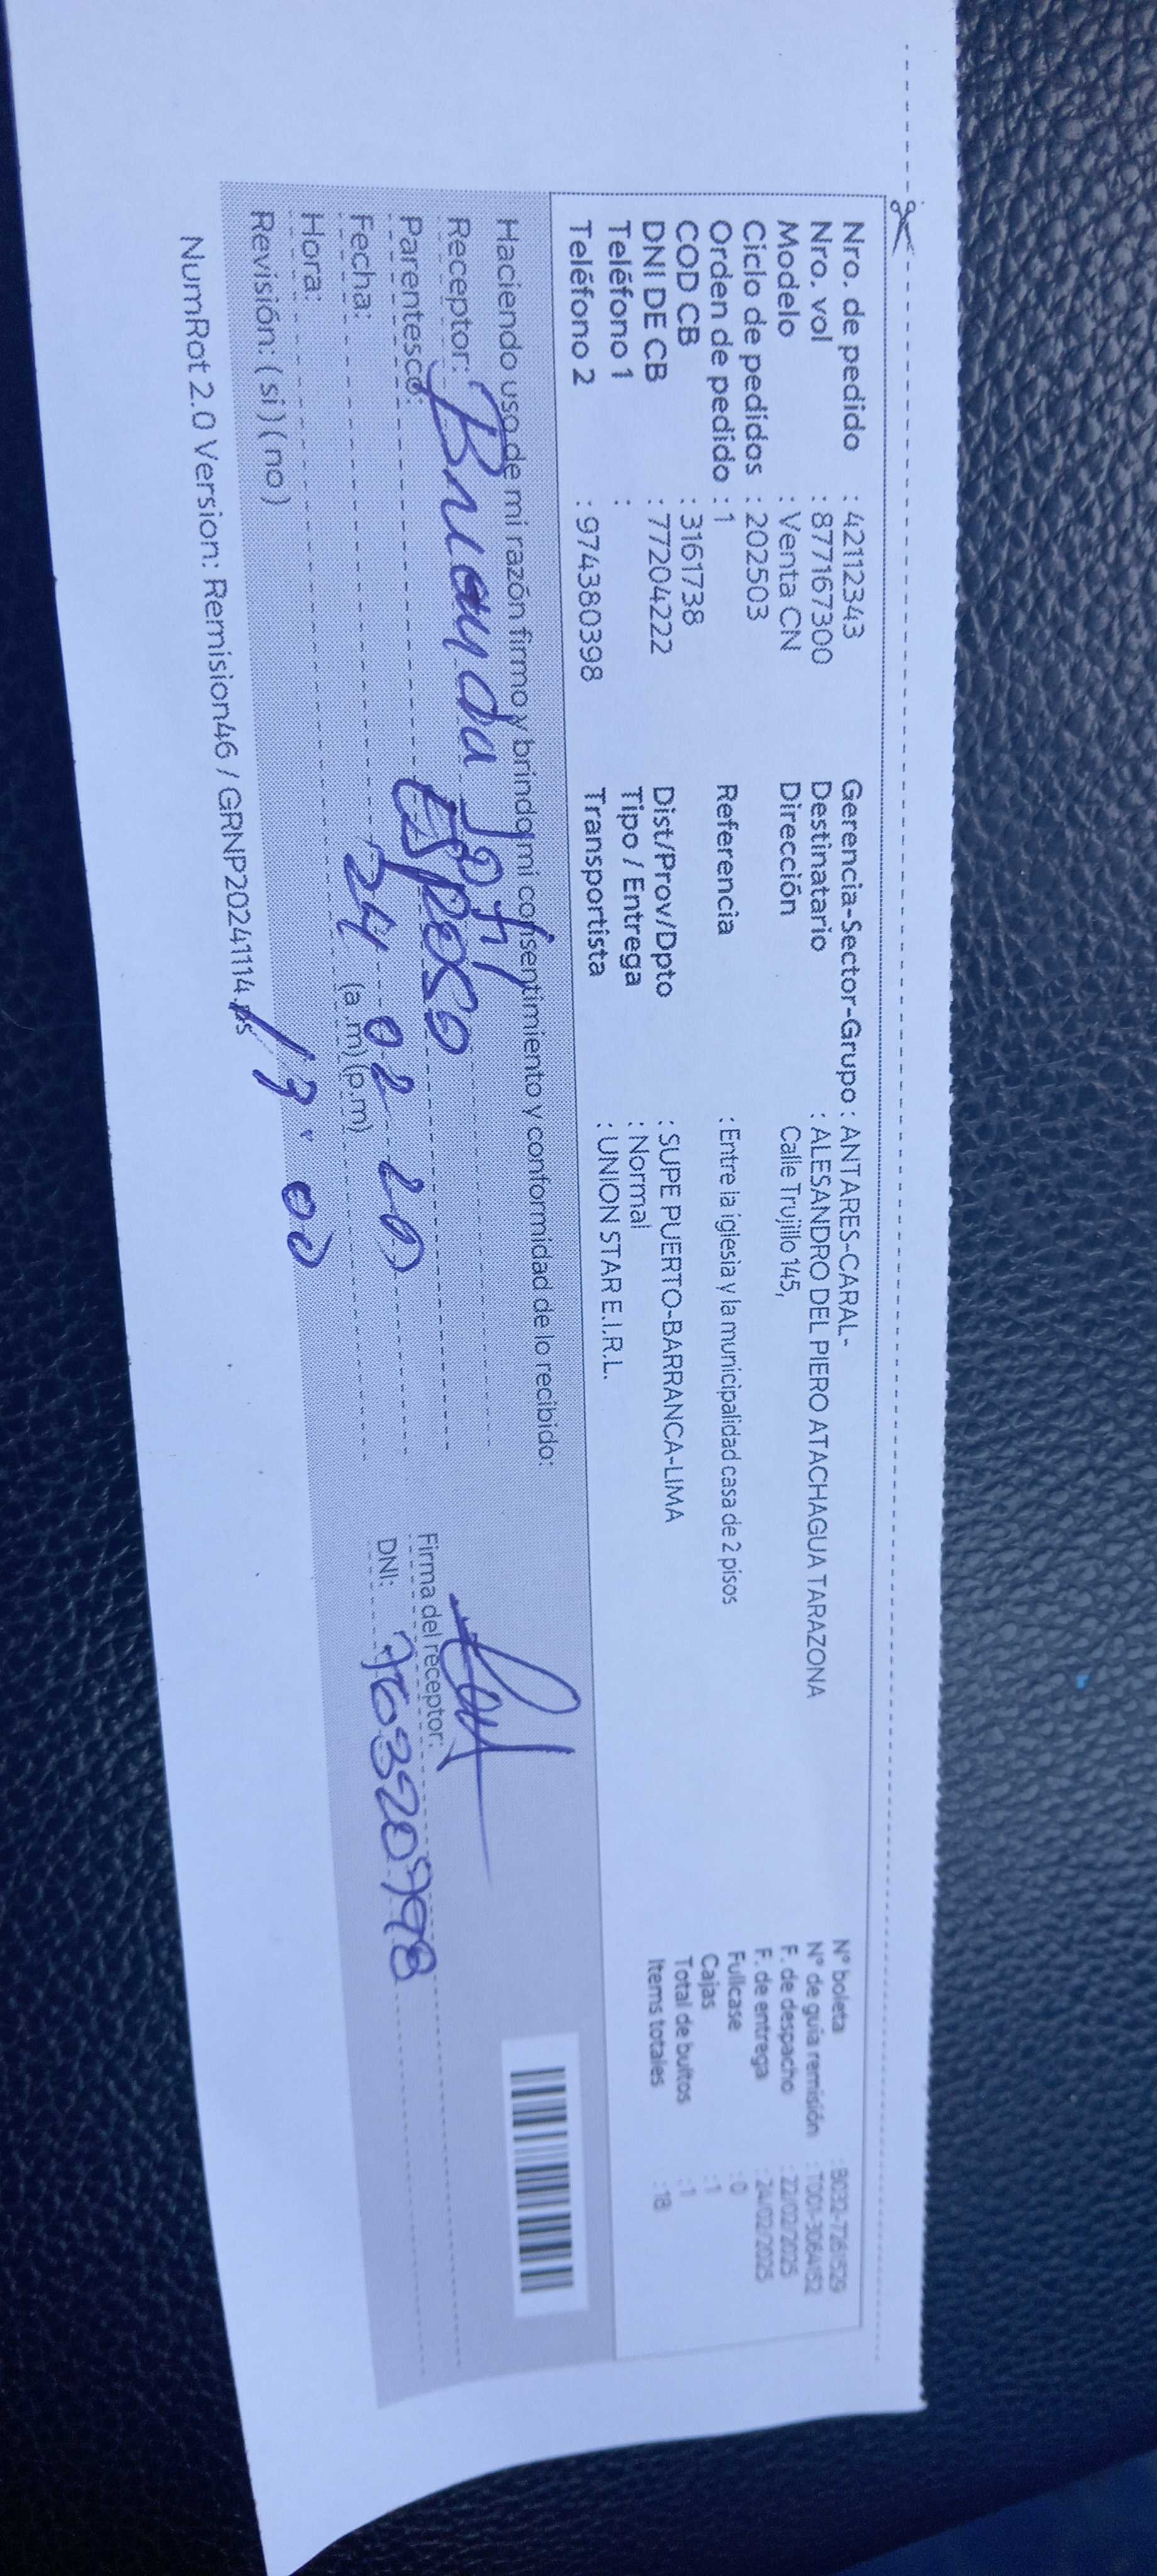 Nro. de pedido : 42112343 Gerencia-Sector-Grupo : ANTARES-CARAL- N° boleta
Nro. vol : 877167300 Destinatario : ALESANDRO DEL PIERO ATACHAGUA TARAZONA N° de guía remisión
Modelo : Venta CN Dirección Calle Trujillo 145, F. de despacho : 22/02/2025
Ciclo de pedidos : 202503 F. de entrega : 24/02/2025
Orden de pedido : 1 Referencia : Entre la iglesia y la municipalidad casa de 2 pisos Fullcase : 0
COD CB : 3161738 Cajas : 1
DNI DE CB : 77204222 Dist/Prov/Dpto : SUPE PUERTO-BARRANCA-LIMA Total de bultos : 1
Teléfono 1 : Tipo / Entrega : Normal Items totales : 18
Teléfono 2 : 974380398 Transportista : UNION STAR E.I.R.L.
Haciendo uso de mi razón firmo y brindo mi consentimiento y conformidad de lo recibido:
Receptor:
Parentesco: Esposo Firma del receptor:
Fecha: 24 02 DNI:
Hora: (a.m) (p.m) 13:00
Revisión: ( si ) ( no )
NumRot 2.0 Version: Remision46 / GRNP20241114.ps